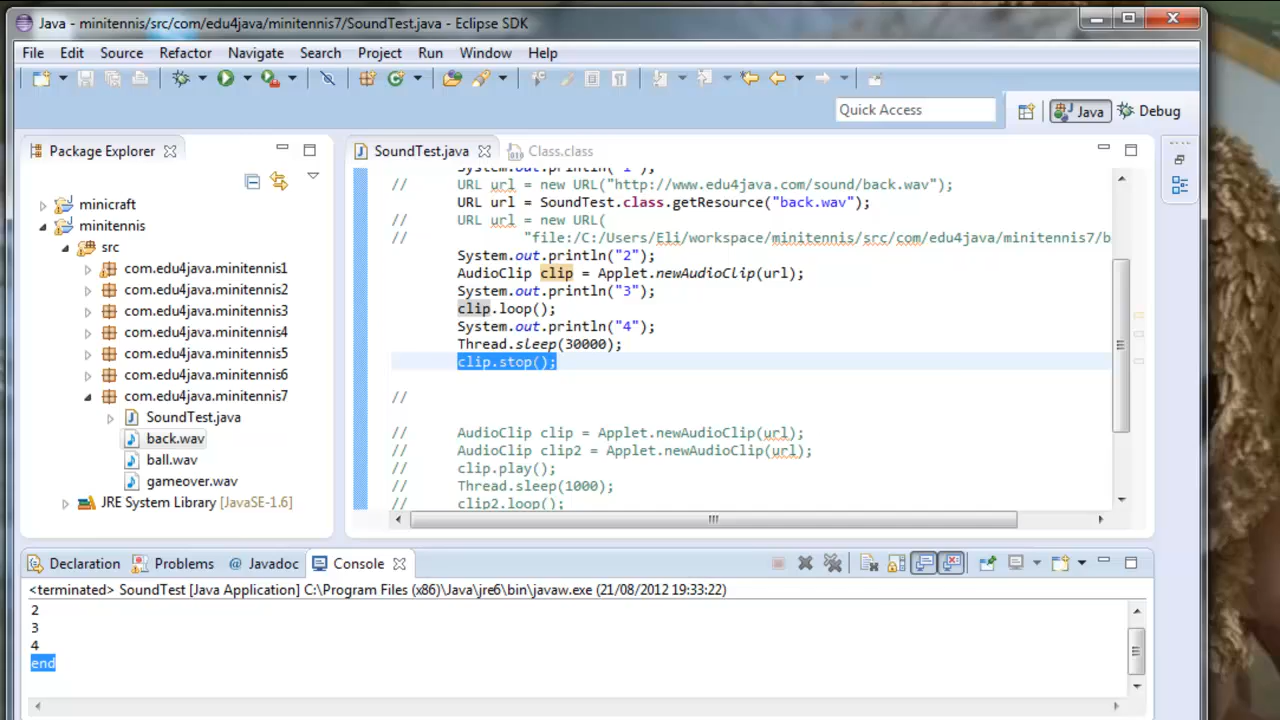 Java - minitennis/src/com/edu4java/minitennis7/SoundTest.java - Eclipse SDK
File Edit Source Refactor Navigate Search Project Run Window Help
Quick Access
Java
Debug
Package Explorer
minicraft
minitennis
src
com.edu4java.minitennis1
com.edu4java.minitennis2
com.edu4java.minitennis3
com.edu4java.minitennis4
com.edu4java.minitennis5
com.edu4java.minitennis6
com.edu4java.minitennis7
SoundTest.java
back.wav
ball.wav
gameover.wav
JRE System Library [JavaSE-1.6]
SoundTest.java
Class.class
System.out.println("1");
// URL url = new URL("http://www.edu4java.com/sound/back.wav");
URL url = SoundTest.class.getResource("back.wav");
// URL url = new URL(
// "file:/C:/Users/Eli/workspace/minitennis/src/com/edu4java/minitennis7/b
System.out.println("2");
AudioClip clip = Applet.newAudioClip(url);
System.out.println("3");
clip.loop();
System.out.println("4");
Thread.sleep(30000);
clip.stop();
//
// AudioClip clip = Applet.newAudioClip(url);
// AudioClip clip2 = Applet.newAudioClip(url);
// clip.play();
// Thread.sleep(1000);
// clip2.loop();
Declaration
Problems
@ Javadoc
Console
<terminated> SoundTest [Java Application] C:\Program Files (x86)\Java\jre6\bin\javaw.exe (21/08/2012 19:33:22)
2
3
4
end